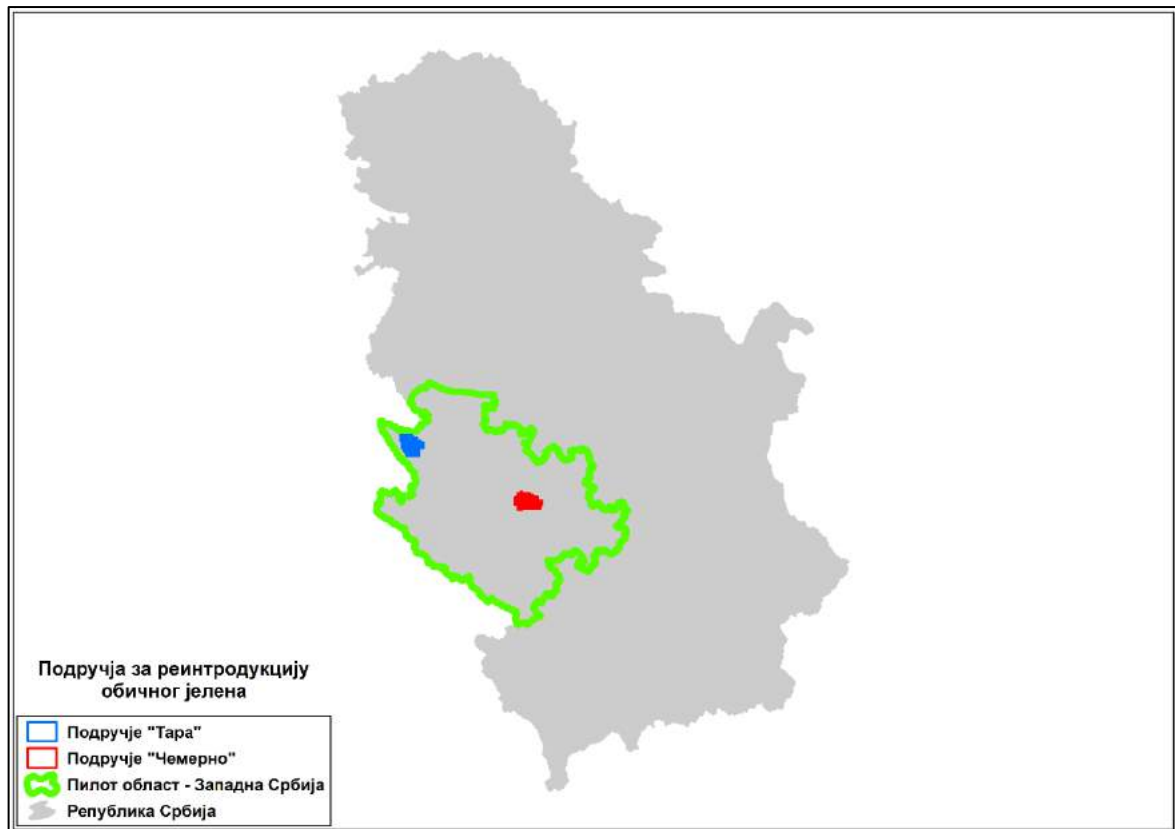 Подручја за реинтродукцију
обичног јелена
Подручје "Тара"
Подручје "Чемерно"
Пилот област - Западна Србија
Република Србија